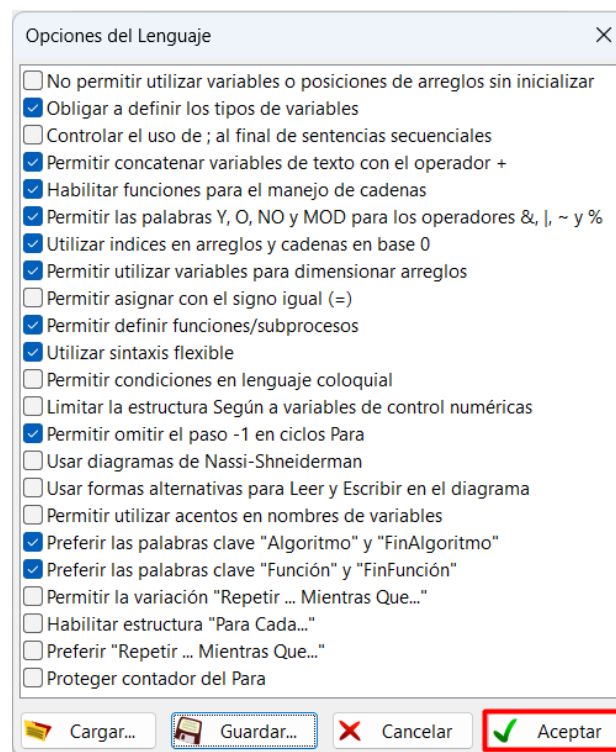 Opciones del Lenguaje
No permitir utilizar variables o posiciones de arreglos sin inicializar
Obligar a definir los tipos de variables
Controlar el uso de ; al final de sentencias secuenciales
Permitir concatenar variables de texto con el operador +
Habilitar funciones para el manejo de cadenas
Permitir las palabras Y, O, NO y MOD para los operadores &, |, ~ y %
Utilizar indices en arreglos y cadenas en base 0
Permitir utilizar variables para dimensionar arreglos
Permitir asignar con el signo igual (=)
Permitir definir funciones/subprocesos
Utilizar sintaxis flexible
Permitir condiciones en lenguaje coloquial
Limitar la estructura Según a variables de control numéricas
Permitir omitir el paso -1 en ciclos Para
Usar diagramas de Nassi-Shneiderman
Usar formas alternativas para Leer y Escribir en el diagrama
Permitir utilizar acentos en nombres de variables
Preferir las palabras clave "Algoritmo" y "FinAlgoritmo"
Preferir las palabras clave "Función" y "FinFunción"
Permitir la variación "Repetir ... Mientras Que..."
Habilitar estructura "Para Cada..."
Preferir "Repetir ... Mientras Que..."
Proteger contador del Para
Cargar... Guardar... Cancelar Aceptar